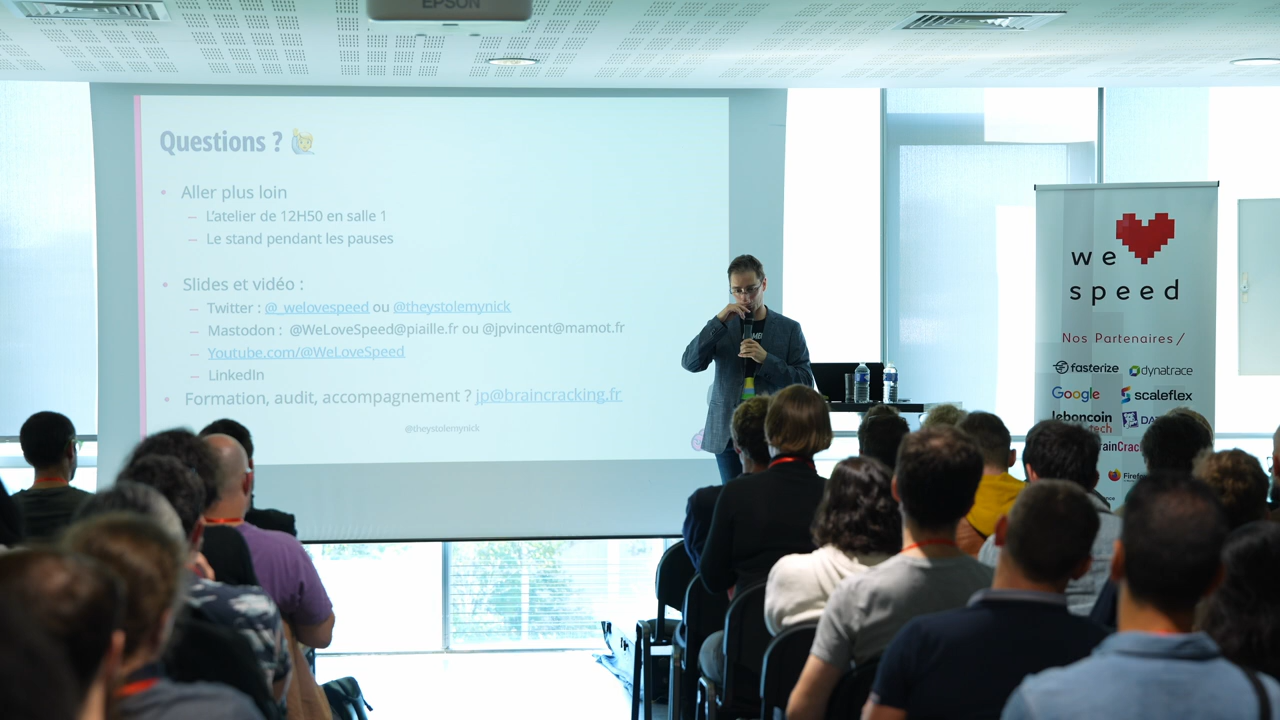 EPSON
Questions ? 🙋
Aller plus loin
L'atelier de 12H50 en salle 1
Le stand pendant les pauses
Slides et vidéo :
Twitter : @_welovespeed ou @theystolemynick
Mastodon : @WeLoveSpeed@piaille.fr ou @jpvincent@mamot.fr
Youtube.com/@WeLoveSpeed
LinkedIn
Formation, audit, accompagnement ? jp@braincracking.fr
@theystolemynick
we
speed
Nos Partenaires/
fasterize dynatrace
Google scaleflex
leboncoin
tech